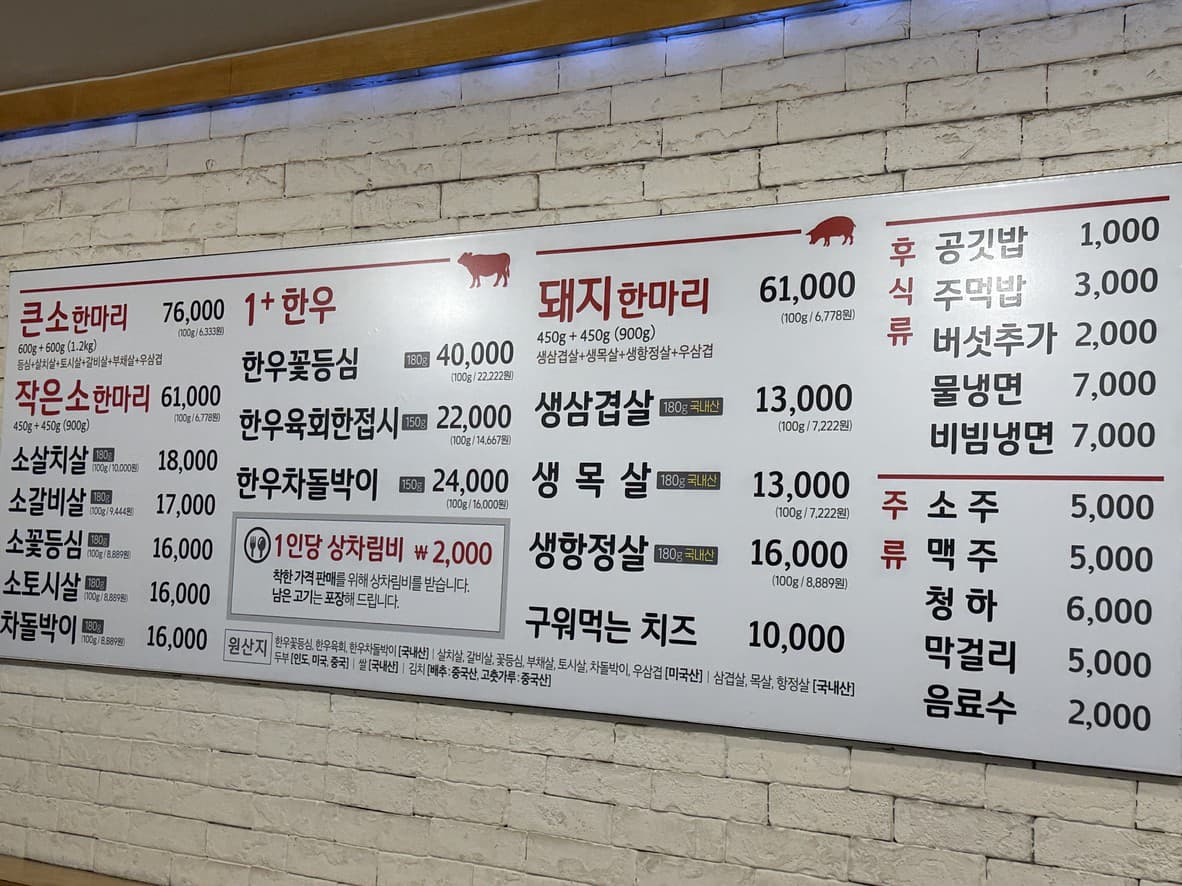 큰소한마리 76,000
(100g / 6,333원)
600g + 600g (1.2kg)
등심+살치살+토시살+갈비살+부채살+우삼겹
작은소한마리 61,000
(100g / 6,778원)
450g + 450g (900g)
소살치살 180g (100g / 10,000원) 18,000
소갈비살 180g (100g / 9,444원) 17,000
소꽃등심 180g (100g / 8,889원) 16,000
소토시살 180g (100g / 8,889원) 16,000
차돌박이 180g (100g / 8,889원) 16,000
1+ 한우
한우꽃등심 180g 40,000
(100g / 22,222원)
한우육회한접시 150g 22,000
(100g / 14,667원)
한우차돌박이 150g 24,000
(100g / 16,000원)
1인당 상차림비 ₩2,000
착한 가격 판매를 위해 상차림비를 받습니다.
남은 고기는 포장해 드립니다.
돼지한마리 61,000
(100g / 6,778원)
450g + 450g (900g)
생삼겹살+생목살+생항정살+우삼겹
생삼겹살 180g 국내산 13,000
(100g / 7,222원)
생목살 180g 국내산 13,000
(100g / 7,222원)
생항정살 180g 국내산 16,000
(100g / 8,889원)
구워먹는 치즈 10,000
원산지
한우꽃등심, 한우육회, 한우차돌박이 [국내산] | 살치살, 갈비살, 꽃등심, 부채살, 토시살, 차돌박이, 우삼겹 [미국산] | 삼겹살, 목살, 항정살 [국내산]
두부 [인도, 미국, 중국] | 쌀 [국내산] | 김치 [배추 : 중국산, 고춧가루 : 중국산]
후식류
공깃밥 1,000
주먹밥 3,000
버섯추가 2,000
물냉면 7,000
비빔냉면 7,000
주류
소주 5,000
맥주 5,000
청하 6,000
막걸리 5,000
음료수 2,000